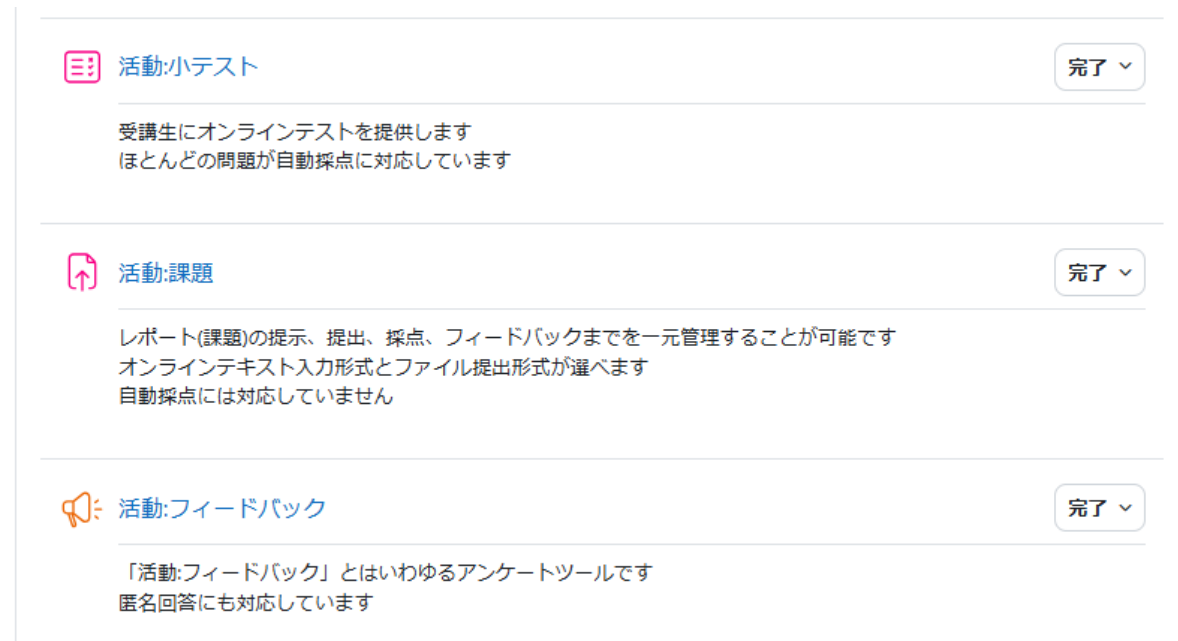 活動:小テスト
完了
受講生にオンラインテストを提供します
ほとんどの問題が自動採点に対応しています
活動:課題
完了
レポート(課題)の提示、提出、採点、フィードバックまでを一元管理することが可能です
オンラインテキスト入力形式とファイル提出形式が選べます
自動採点には対応していません
活動:フィードバック
完了
「活動:フィードバック」とはいわゆるアンケートツールです
匿名回答にも対応しています